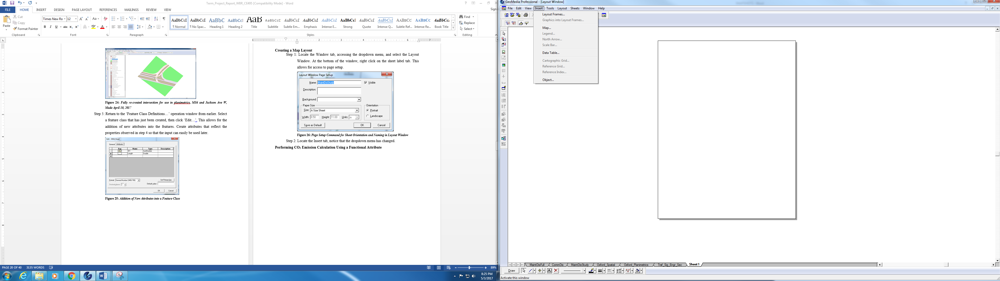 Term_Project_Report_WBR_CE495 [Compatibility Mode] - Word
FILE HOME INSERT DESIGN PAGE LAYOUT REFERENCES MAILINGS REVIEW VIEW
Sign
Paste
Cut
Copy
Format Painter
Clipboard
Times New Ro 12
Font
Paragraph
AaBbCcI AaBbCcI AaBbC AaBbCcI AaB AaBbCcD AaBbCcL AaBbCcL AaBbCcL AaBbCcI AaBbCcL AaBbCcL AABBCCD AABBCC AaBbCcL
¶ Normal ¶ No Spac... Heading 1 Heading 2 Title Subtitle Subtle Em... Emphasis Intense E... Strong Quote Intense Q... Subtle Ref... Intense Re... Book Title
Styles
Find
Replace
Select
Editing
Figure 24: Fully re-created intersection for use in planimetrics, MS6 and Jackson Ave W,
Made April 10, 2017
Step 5: Return to the ‘Feature Class Definitions…’ operation window from earlier. Select
a feature class that has just been created, then click ‘Edit…’. This allows for the
addition of new attributes into the features. Create attributes that reflect the
properties observed in step 4 so that the input can easily be used later.
Edit - MS6_Road
General Attributes
Key Name Type Description
ID1 AutoNumber
Length Double
Format: General Number (3456.789) Set Primary Key
Decimal places: Default value:
OK Cancel
Figure 25: Addition of New Attributes into a Feature Class
Creating a Map Layout
Step 1: Locate the Window tab, accessing the dropdown menu, and select the Layout
Window. At the bottom of the window, right click on the sheet label tab. This
allows for access to page setup.
Layout Window Page Setup
Name: MaintDisStudy Visible
Description:
Background:
Paper Size
Size: A Size Sheet
Width: 8.50 Height: 11.00 Units: in
Orientation
Portrait
Landscape
Save as Default OK Cancel
Figure 26: Page Setup Command for Sheet Orientation and Naming in Layout Window
Step 2: Locate the Insert tab, notice that the dropdown menu has changed.
Performing CO2 Emission Calculation Using a Functional Attribute
PAGE 20 OF 40 3135 WORDS
89%
8:25 PM
5/3/2017
GeoMedia Professional - [Layout Window]
File Edit View Insert Tools Layout Sheets Window Help
Layout Frames...
Graphics into Layout Frames...
Map...
Legend...
North Arrow...
Scale Bar...
Data Table...
Cartographic Grid...
Reference Grid...
Reference Index...
Object...
MaintDisFull CommDis MaintDisStudy Oxford_Spatial Oxford_Planimetrics Traf_Sig_Engr_Sec Sheet 1
Draw
Activate this window